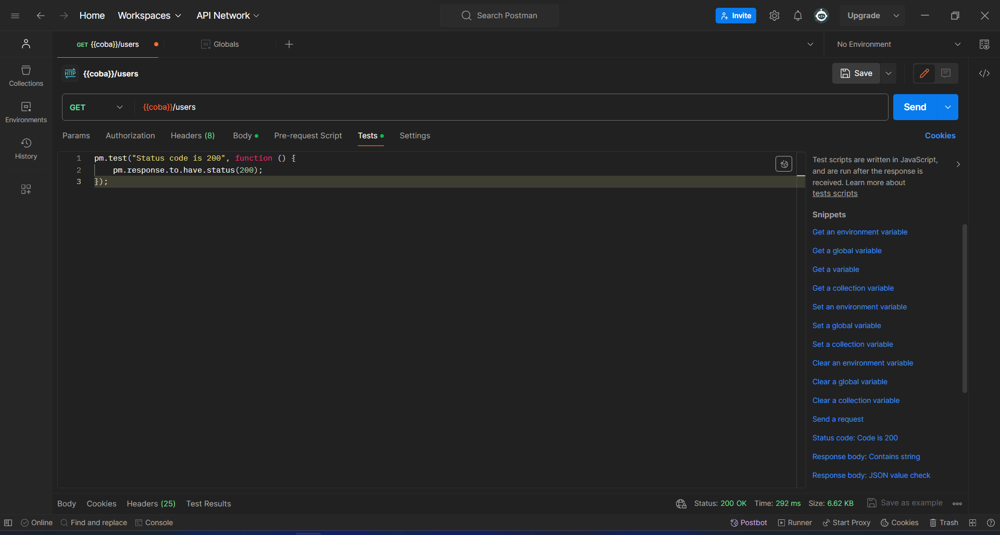 Home Workspaces API Network Search Postman Invite Upgrade
GET {{coba}}/users Globals No Environment
HTTP {{coba}}/users Save
Collections
Environments
History
GET {{coba}}/users Send
Params Authorization Headers (8) Body Pre-request Script Tests Settings Cookies
1 pm.test("Status code is 200", function () {
2 pm.response.to.have.status(200);
3 });
Test scripts are written in JavaScript,
and are run after the response is
received. Learn more about
tests scripts
Snippets
Get an environment variable
Get a global variable
Get a variable
Get a collection variable
Set an environment variable
Set a global variable
Set a collection variable
Clear an environment variable
Clear a global variable
Clear a collection variable
Send a request
Status code: Code is 200
Response body: Contains string
Response body: JSON value check
Body Cookies Headers (25) Test Results Status: 200 OK Time: 292 ms Size: 6.62 KB Save as example
Online Find and replace Console Postbot Runner Start Proxy Cookies Trash